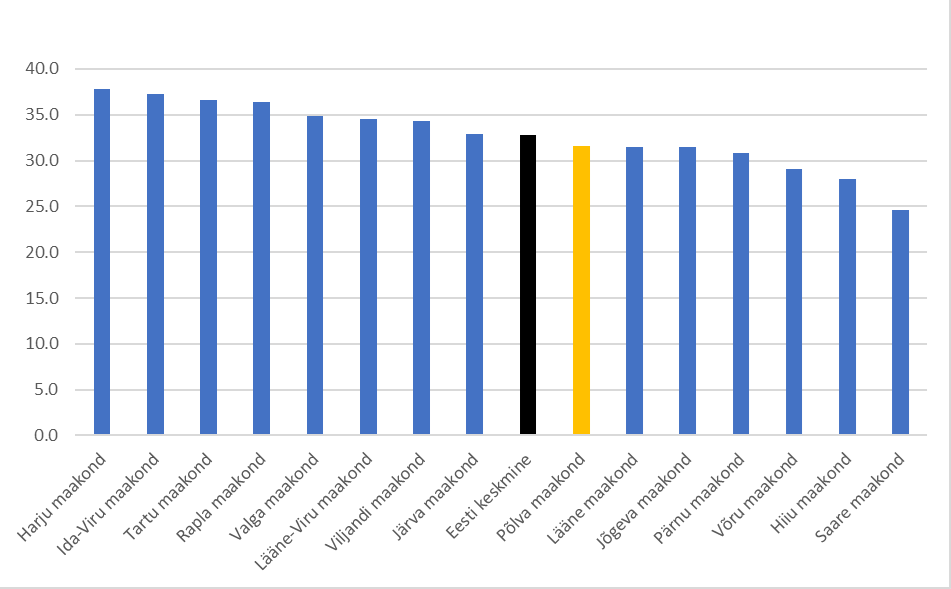 40.0
35.0
30.0
25.0
20.0
15.0
10.0
5.0
0.0
Harju maakond
Ida-Viru maakond
Tartu maakond
Rapla maakond
Valga maakond
Lääne-Viru maakond
Viljandi maakond
Järva maakond
Eesti keskmine
Põlva maakond
Lääne maakond
Jõgeva maakond
Pärnu maakond
Võru maakond
Hiiu maakond
Saare maakond